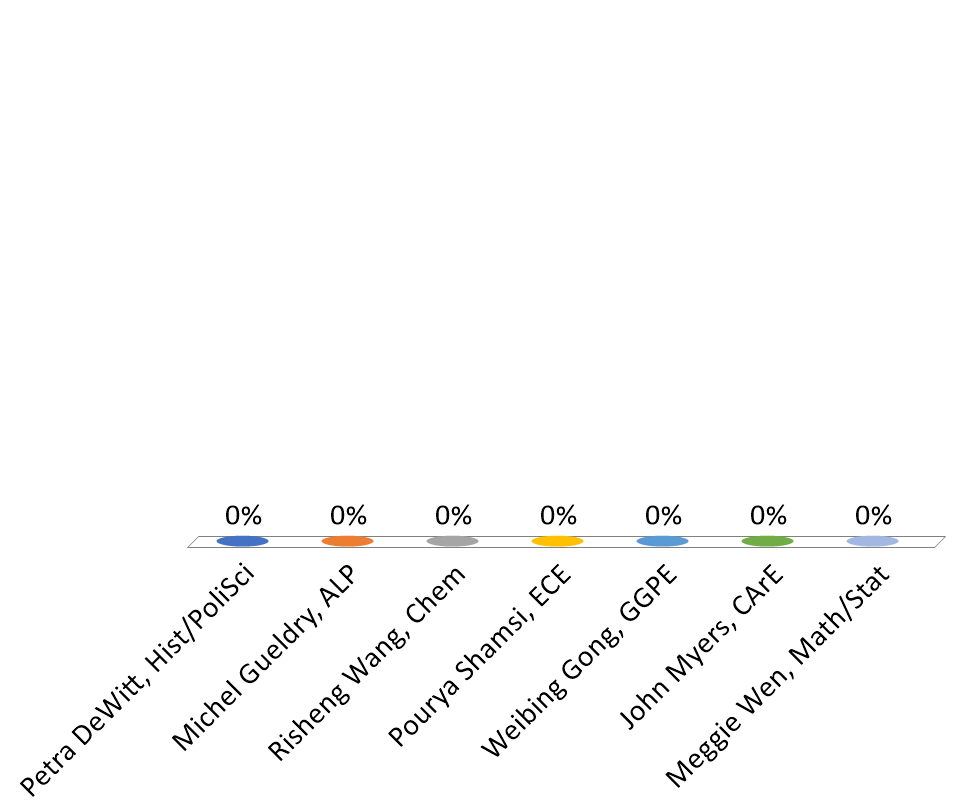 0% 0% 0% 0% 0% 0% 0%
Petra DeWitt, Hist/PoliSci
Michel Gueldry, ALP
Risheng Wang, Chem
Pourya Shamsi, ECE
Weibing Gong, GGPE
John Myers, CArE
Meggie Wen, Math/Stat